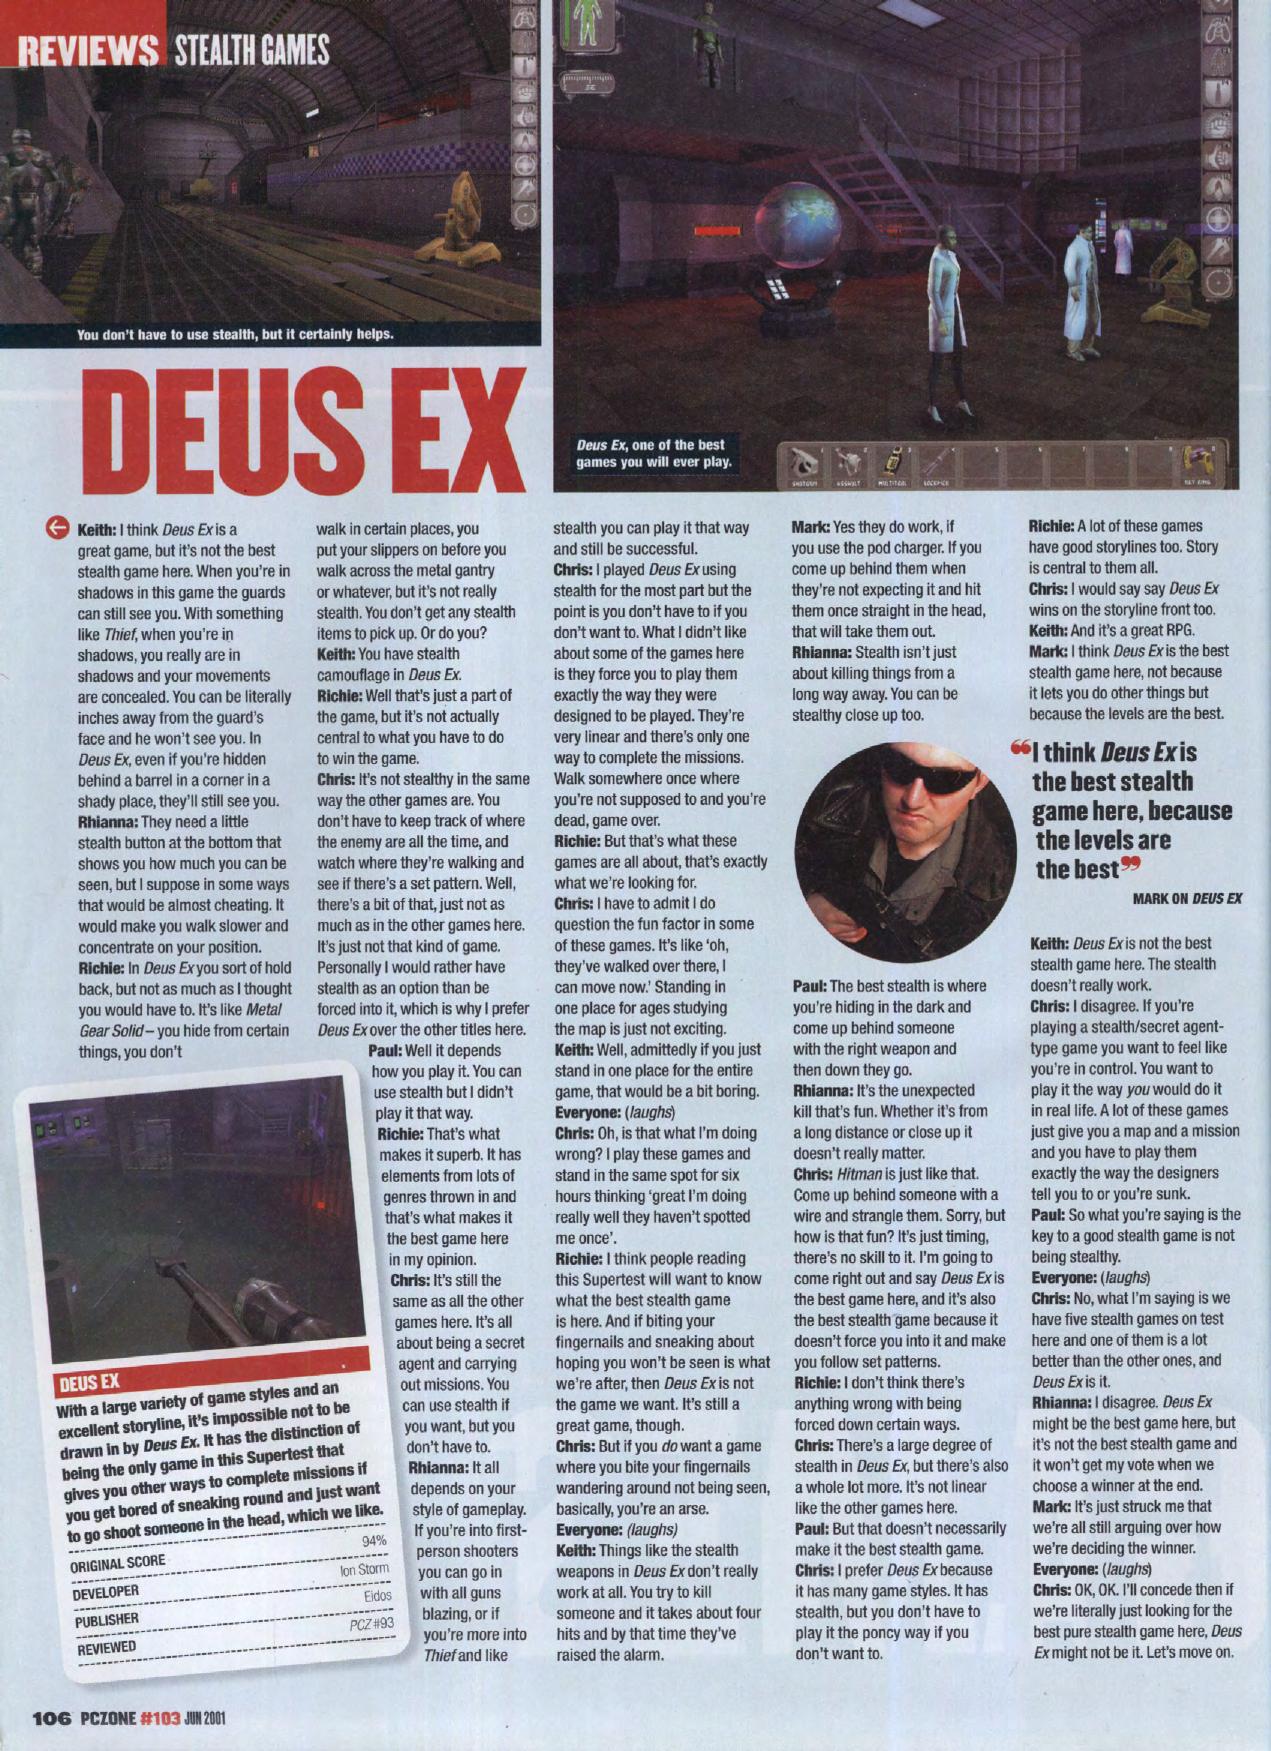 REVIEWS STEALTH GAMES
You don't have to use stealth, but it certainly helps.
Deus Ex, one of the best
games you will ever play.
SHOTGUN ASSAULT MULTITOOL LOCKPICK
DEUS EX
Keith: I think Deus Ex is a
great game, but it's not the best
stealth game here. When you're in
shadows in this game the guards
can still see you. With something
like Thief, when you're in
shadows, you really are in
shadows and your movements
are concealed. You can be literally
inches away from the guard's
face and he won't see you. In
Deus Ex, even if you're hidden
behind a barrel in a corner in a
shady place, they'll still see you.
Rhianna: They need a little
stealth button at the bottom that
shows you how much you can be
seen, but I suppose in some ways
that would be almost cheating. It
would make you walk slower and
concentrate on your position.
Richie: In Deus Ex you sort of hold
back, but not as much as I thought
you would have to. It's like Metal
Gear Solid – you hide from certain
things, you don't
walk in certain places, you
put your slippers on before you
walk across the metal gantry
or whatever, but it's not really
stealth. You don't get any stealth
items to pick up. Or do you?
Keith: You have stealth
camouflage in Deus Ex.
Richie: Well that's just a part of
the game, but it's not actually
central to what you have to do
to win the game.
Chris: It's not stealthy in the same
way the other games are. You
don't have to keep track of where
the enemy are all the time, and
watch where they're walking and
see if there's a set pattern. Well,
there's a bit of that, just not as
much as in the other games here.
It's just not that kind of game.
Personally I would rather have
stealth as an option than be
forced into it, which is why I prefer
Deus Ex over the other titles here.
Paul: Well it depends
how you play it. You can
use stealth but I didn't
play it that way.
Richie: That's what
makes it superb. It has
elements from lots of
genres thrown in and
that's what makes it
the best game here
in my opinion.
Chris: It's still the
same as all the other
games here. It's all
about being a secret
agent and carrying
out missions. You
can use stealth if
you want, but you
don't have to.
Rhianna: It all
depends on your
style of gameplay.
If you're into first-
person shooters
you can go in
with all guns
blazing, or if
you're more into
Thief and like
stealth you can play it that way
and still be successful.
Chris: I played Deus Ex using
stealth for the most part but the
point is you don't have to if you
don't want to. What I didn't like
about some of the games here
is they force you to play them
exactly the way they were
designed to be played. They're
very linear and there's only one
way to complete the missions.
Walk somewhere once where
you're not supposed to and you're
dead, game over.
Richie: But that's what these
games are all about, that's exactly
what we're looking for.
Chris: I have to admit I do
question the fun factor in some
of these games. It's like 'oh,
they've walked over there, I
can move now.' Standing in
one place for ages studying
the map is just not exciting.
Keith: Well, admittedly if you just
stand in one place for the entire
game, that would be a bit boring.
Everyone: (laughs)
Chris: Oh, is that what I'm doing
wrong? I play these games and
stand in the same spot for six
hours thinking 'great I'm doing
really well they haven't spotted
me once'.
Richie: I think people reading
this Supertest will want to know
what the best stealth game
is here. And if biting your
fingernails and sneaking about
hoping you won't be seen is what
we're after, then Deus Ex is not
the game we want. It's still a
great game, though.
Chris: But if you do want a game
where you bite your fingernails
wandering around not being seen,
basically, you're an arse.
Everyone: (laughs)
Keith: Things like the stealth
weapons in Deus Ex don't really
work at all. You try to kill
someone and it takes about four
hits and by that time they've
raised the alarm.
Mark: Yes they do work, if
you use the pod charger. If you
come up behind them when
they're not expecting it and hit
them once straight in the head,
that will take them out.
Rhianna: Stealth isn't just
about killing things from a
long way away. You can be
stealthy close up too.
Paul: The best stealth is where
you're hiding in the dark and
come up behind someone
with the right weapon and
then down they go.
Rhianna: It's the unexpected
kill that's fun. Whether it's from
a long distance or close up it
doesn't really matter.
Chris: Hitman is just like that.
Come up behind someone with a
wire and strangle them. Sorry, but
how is that fun? It's just timing,
there's no skill to it. I'm going to
come right out and say Deus Ex is
the best game here, and it's also
the best stealth game because it
doesn't force you into it and make
you follow set patterns.
Richie: I don't think there's
anything wrong with being
forced down certain ways.
Chris: There's a large degree of
stealth in Deus Ex, but there's also
a whole lot more. It's not linear
like the other games here.
Paul: But that doesn't necessarily
make it the best stealth game.
Chris: I prefer Deus Ex because
it has many game styles. It has
stealth, but you don't have to
play it the poncy way if you
don't want to.
Richie: A lot of these games
have good storylines too. Story
is central to them all.
Chris: I would say say Deus Ex
wins on the storyline front too.
Keith: And it's a great RPG.
Mark: I think Deus Ex is the best
stealth game here, not because
it lets you do other things but
because the levels are the best.
“I think Deus Ex is
the best stealth
game here, because
the levels are
the best”
MARK ON DEUS EX
Keith: Deus Ex is not the best
stealth game here. The stealth
doesn't really work.
Chris: I disagree. If you're
playing a stealth/secret agent-
type game you want to feel like
you're in control. You want to
play it the way you would do it
in real life. A lot of these games
just give you a map and a mission
and you have to play them
exactly the way the designers
tell you to or you're sunk.
Paul: So what you're saying is the
key to a good stealth game is not
being stealthy.
Everyone: (laughs)
Chris: No, what I'm saying is we
have five stealth games on test
here and one of them is a lot
better than the other ones, and
Deus Ex is it.
Rhianna: I disagree. Deus Ex
might be the best game here, but
it's not the best stealth game and
it won't get my vote when we
choose a winner at the end.
Mark: It's just struck me that
we're all still arguing over how
we're deciding the winner.
Everyone: (laughs)
Chris: OK, OK. I'll concede then if
we're literally just looking for the
best pure stealth game here, Deus
Ex might not be it. Let's move on.
DEUS EX
With a large variety of game styles and an
excellent storyline, it's impossible not to be
drawn in by Deus Ex. It has the distinction of
being the only game in this Supertest that
gives you other ways to complete missions if
you get bored of sneaking round and just want
to go shoot someone in the head, which we like.
ORIGINAL SCORE 94%
DEVELOPER Ion Storm
PUBLISHER Eidos
REVIEWED PCZ #93
106 PCZONE #103 JUN 2001